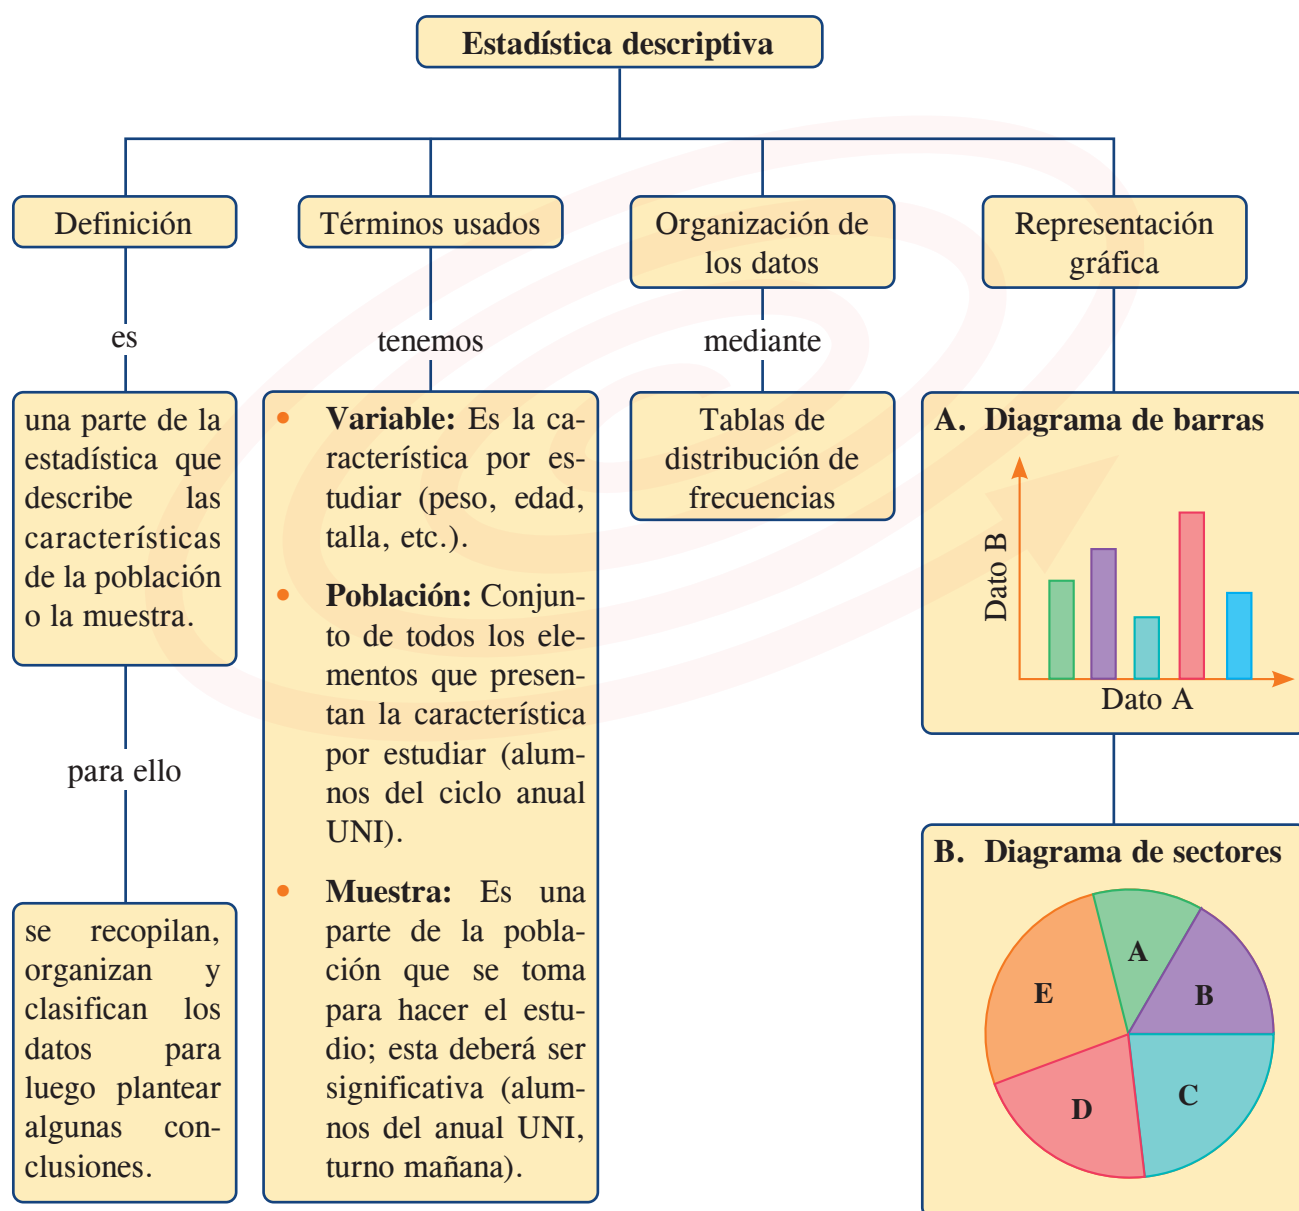 Estadística descriptiva
Definición
es
una parte de la
estadística que
describe las
características
de la población
o la muestra.
para ello
se recopilan,
organizan y
clasifican los
datos para
luego plantear
algunas con-
clusiones.
Términos usados
tenemos
• Variable: Es la ca-
racterística por es-
tudiar (peso, edad,
talla, etc.).
• Población: Conjun-
to de todos los ele-
mentos que presen-
tan la característica
por estudiar (alum-
nos del ciclo anual
UNI).
• Muestra: Es una
parte de la pobla-
ción que se toma
para hacer el estu-
dio; esta deberá ser
significativa (alum-
nos del anual UNI,
turno mañana).
Organización de
los datos
mediante
Tablas de
distribución de
frecuencias
Representación
gráfica
A. Diagrama de barras
Dato B
Dato A
B. Diagrama de sectores
A
B
C
D
E